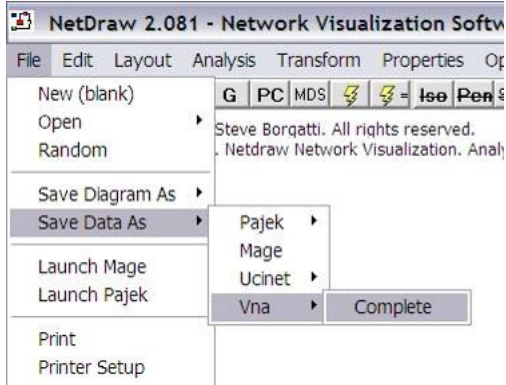 NetDraw 2.081 - Network Visualization Softw
File Edit Layout Analysis Transform Properties Op
New (blank) G PC MDS Iso Pen
Open Steve Borgatti. All rights reserved.
Random . Netdraw Network Visualization. Analy
Save Diagram As
Save Data As Pajek
Mage
Launch Mage Ucinet
Launch Pajek Vna Complete
Print
Printer Setup